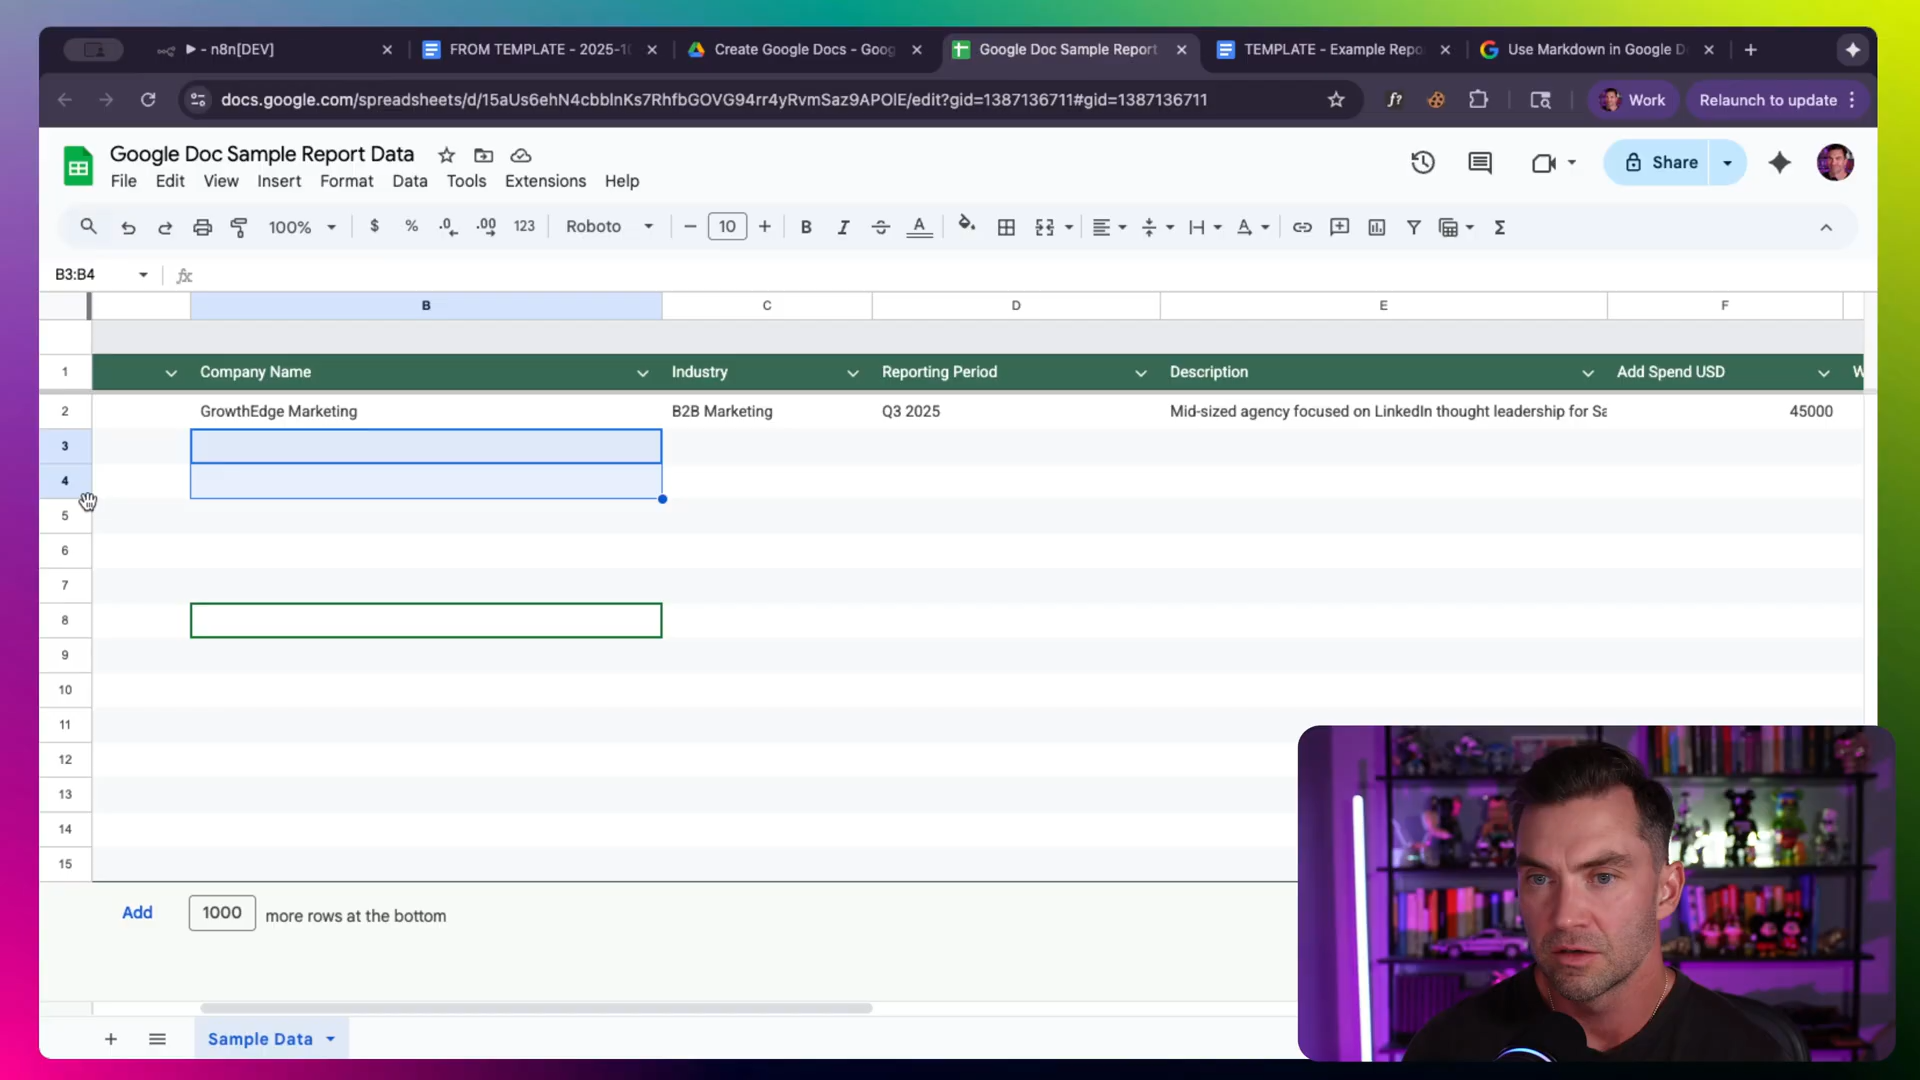 - n8n[DEV]
FROM TEMPLATE - 2025-1
Create Google Docs - Goog
Google Doc Sample Report
TEMPLATE - Example Repo
Use Markdown in Google D
docs.google.com/spreadsheets/d/15aUs6ehN4cbblnKs7RhfbGOVG94rr4yRvmSaz9APOlE/edit?gid=1387136711#gid=1387136711
f?
Work
Relaunch to update
Google Doc Sample Report Data
File Edit View Insert Format Data Tools Extensions Help
Share
100% $ % .0 .00 123 Roboto 10 B I A
B3:B4 fx
B C D E F
1 Company Name Industry Reporting Period Description Add Spend USD W
2 GrowthEdge Marketing B2B Marketing Q3 2025 Mid-sized agency focused on LinkedIn thought leadership for Sa 45000
3
4
5
6
7
8
9
10
11
12
13
14
15
Add 1000 more rows at the bottom
Sample Data